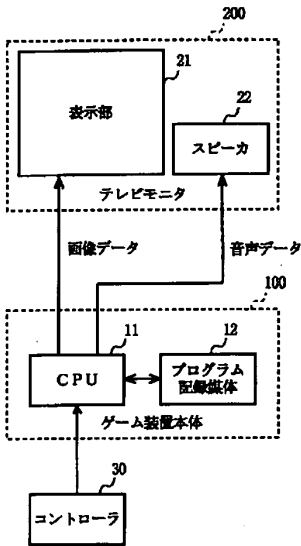 200
21
表示部
22
スピーカ
テレビモニタ
画像データ
音声データ
100
11
12
CPU
プログラム
記録媒体
ゲーム装置本体
30
コントローラ